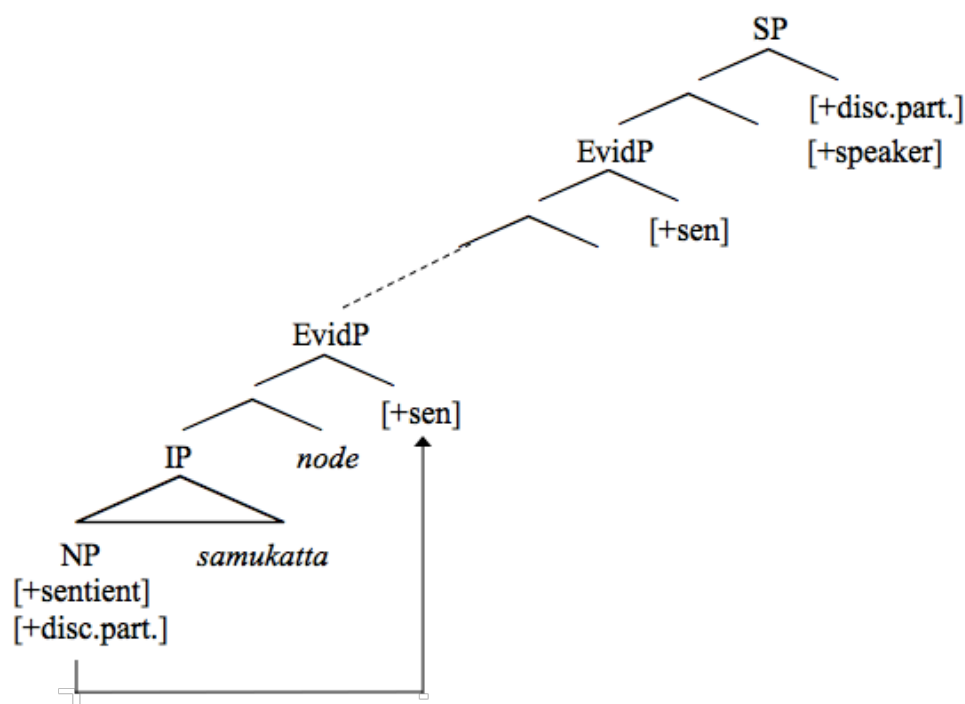 SP
[+disc.part.]
[+speaker]
EvidP
[+sen]
EvidP
[+sen]
IP
node
NP
samukatta
[+sentient]
[+disc.part.]